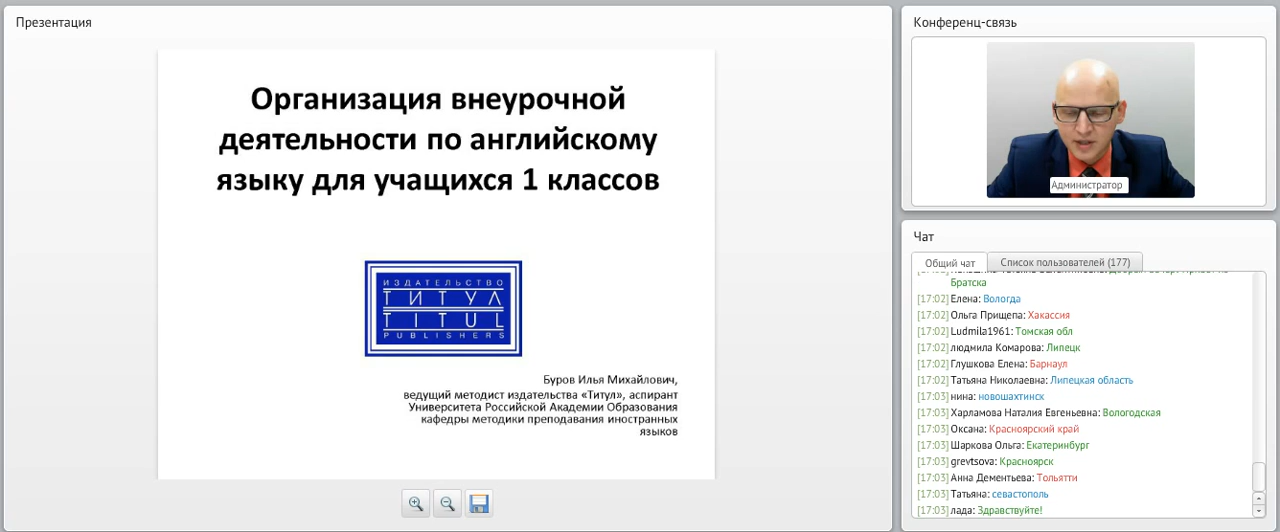 Презентация
Организация внеурочной
деятельности по английскому
языку для учащихся 1 классов
ИЗДАТЕЛЬСТВО
ТИТУЛ
TITUL
PUBLISHERS
Буров Илья Михайлович,
ведущий методист издательства «Титул», аспирант
Университета Российской Академии Образования
кафедры методики преподавания иностранных
языков
Конференц-связь
Администратор
Чат
Общий чат
Список пользователей (177)
Братска
[17:02] Елена: Вологда
[17:02] Ольга Прищепа: Хакассия
[17:02] Ludmila1961: Томская обл
[17:02] людмила Комарова: Липецк
[17:02] Глушкова Елена: Барнаул
[17:02] Татьяна Николаевна: Липецкая область
[17:03] нина: новошахтинск
[17:03] Харламова Наталия Евгеньевна: Вологодская
[17:03] Оксана: Красноярский край
[17:03] Шаркова Ольга: Екатеринбург
[17:03] grevtsova: Красноярск
[17:03] Анна Дементьева: Тольятти
[17:03] Татьяна: севастополь
[17:03] лада: Здравствуйте!